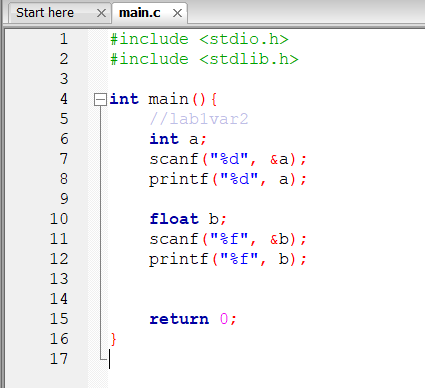 Start here × main.c ×
1 #include <stdio.h>
2 #include <stdlib.h>
3
4 int main(){
5 //lab1var2
6 int a;
7 scanf("%d", &a);
8 printf("%d", a);
9
10 float b;
11 scanf("%f", &b);
12 printf("%f", b);
13
14
15 return 0;
16 }
17